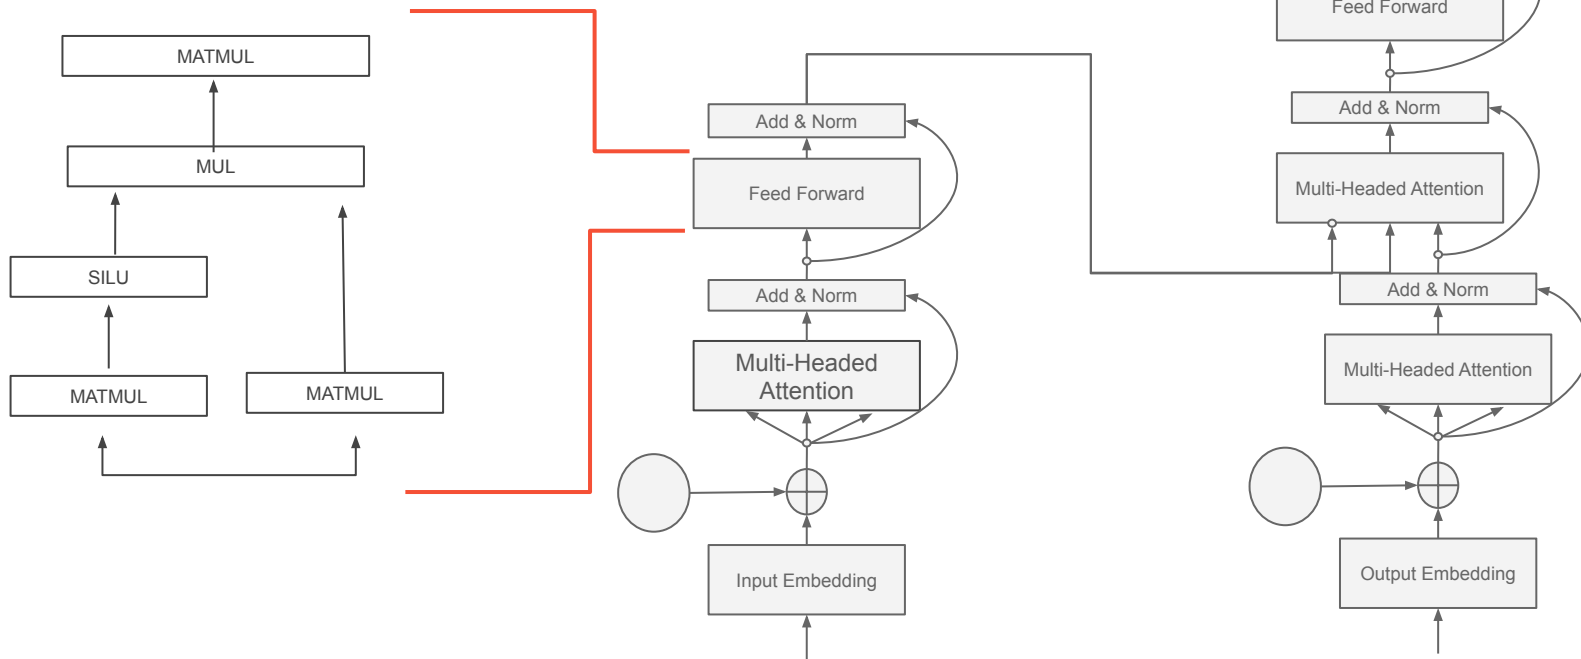 MATMUL
MUL
SILU
MATMUL
MATMUL
Add & Norm
Feed Forward
Add & Norm
Multi-Headed
Attention
Input Embedding
Feed Forward
Add & Norm
Multi-Headed Attention
Add & Norm
Multi-Headed Attention
Output Embedding